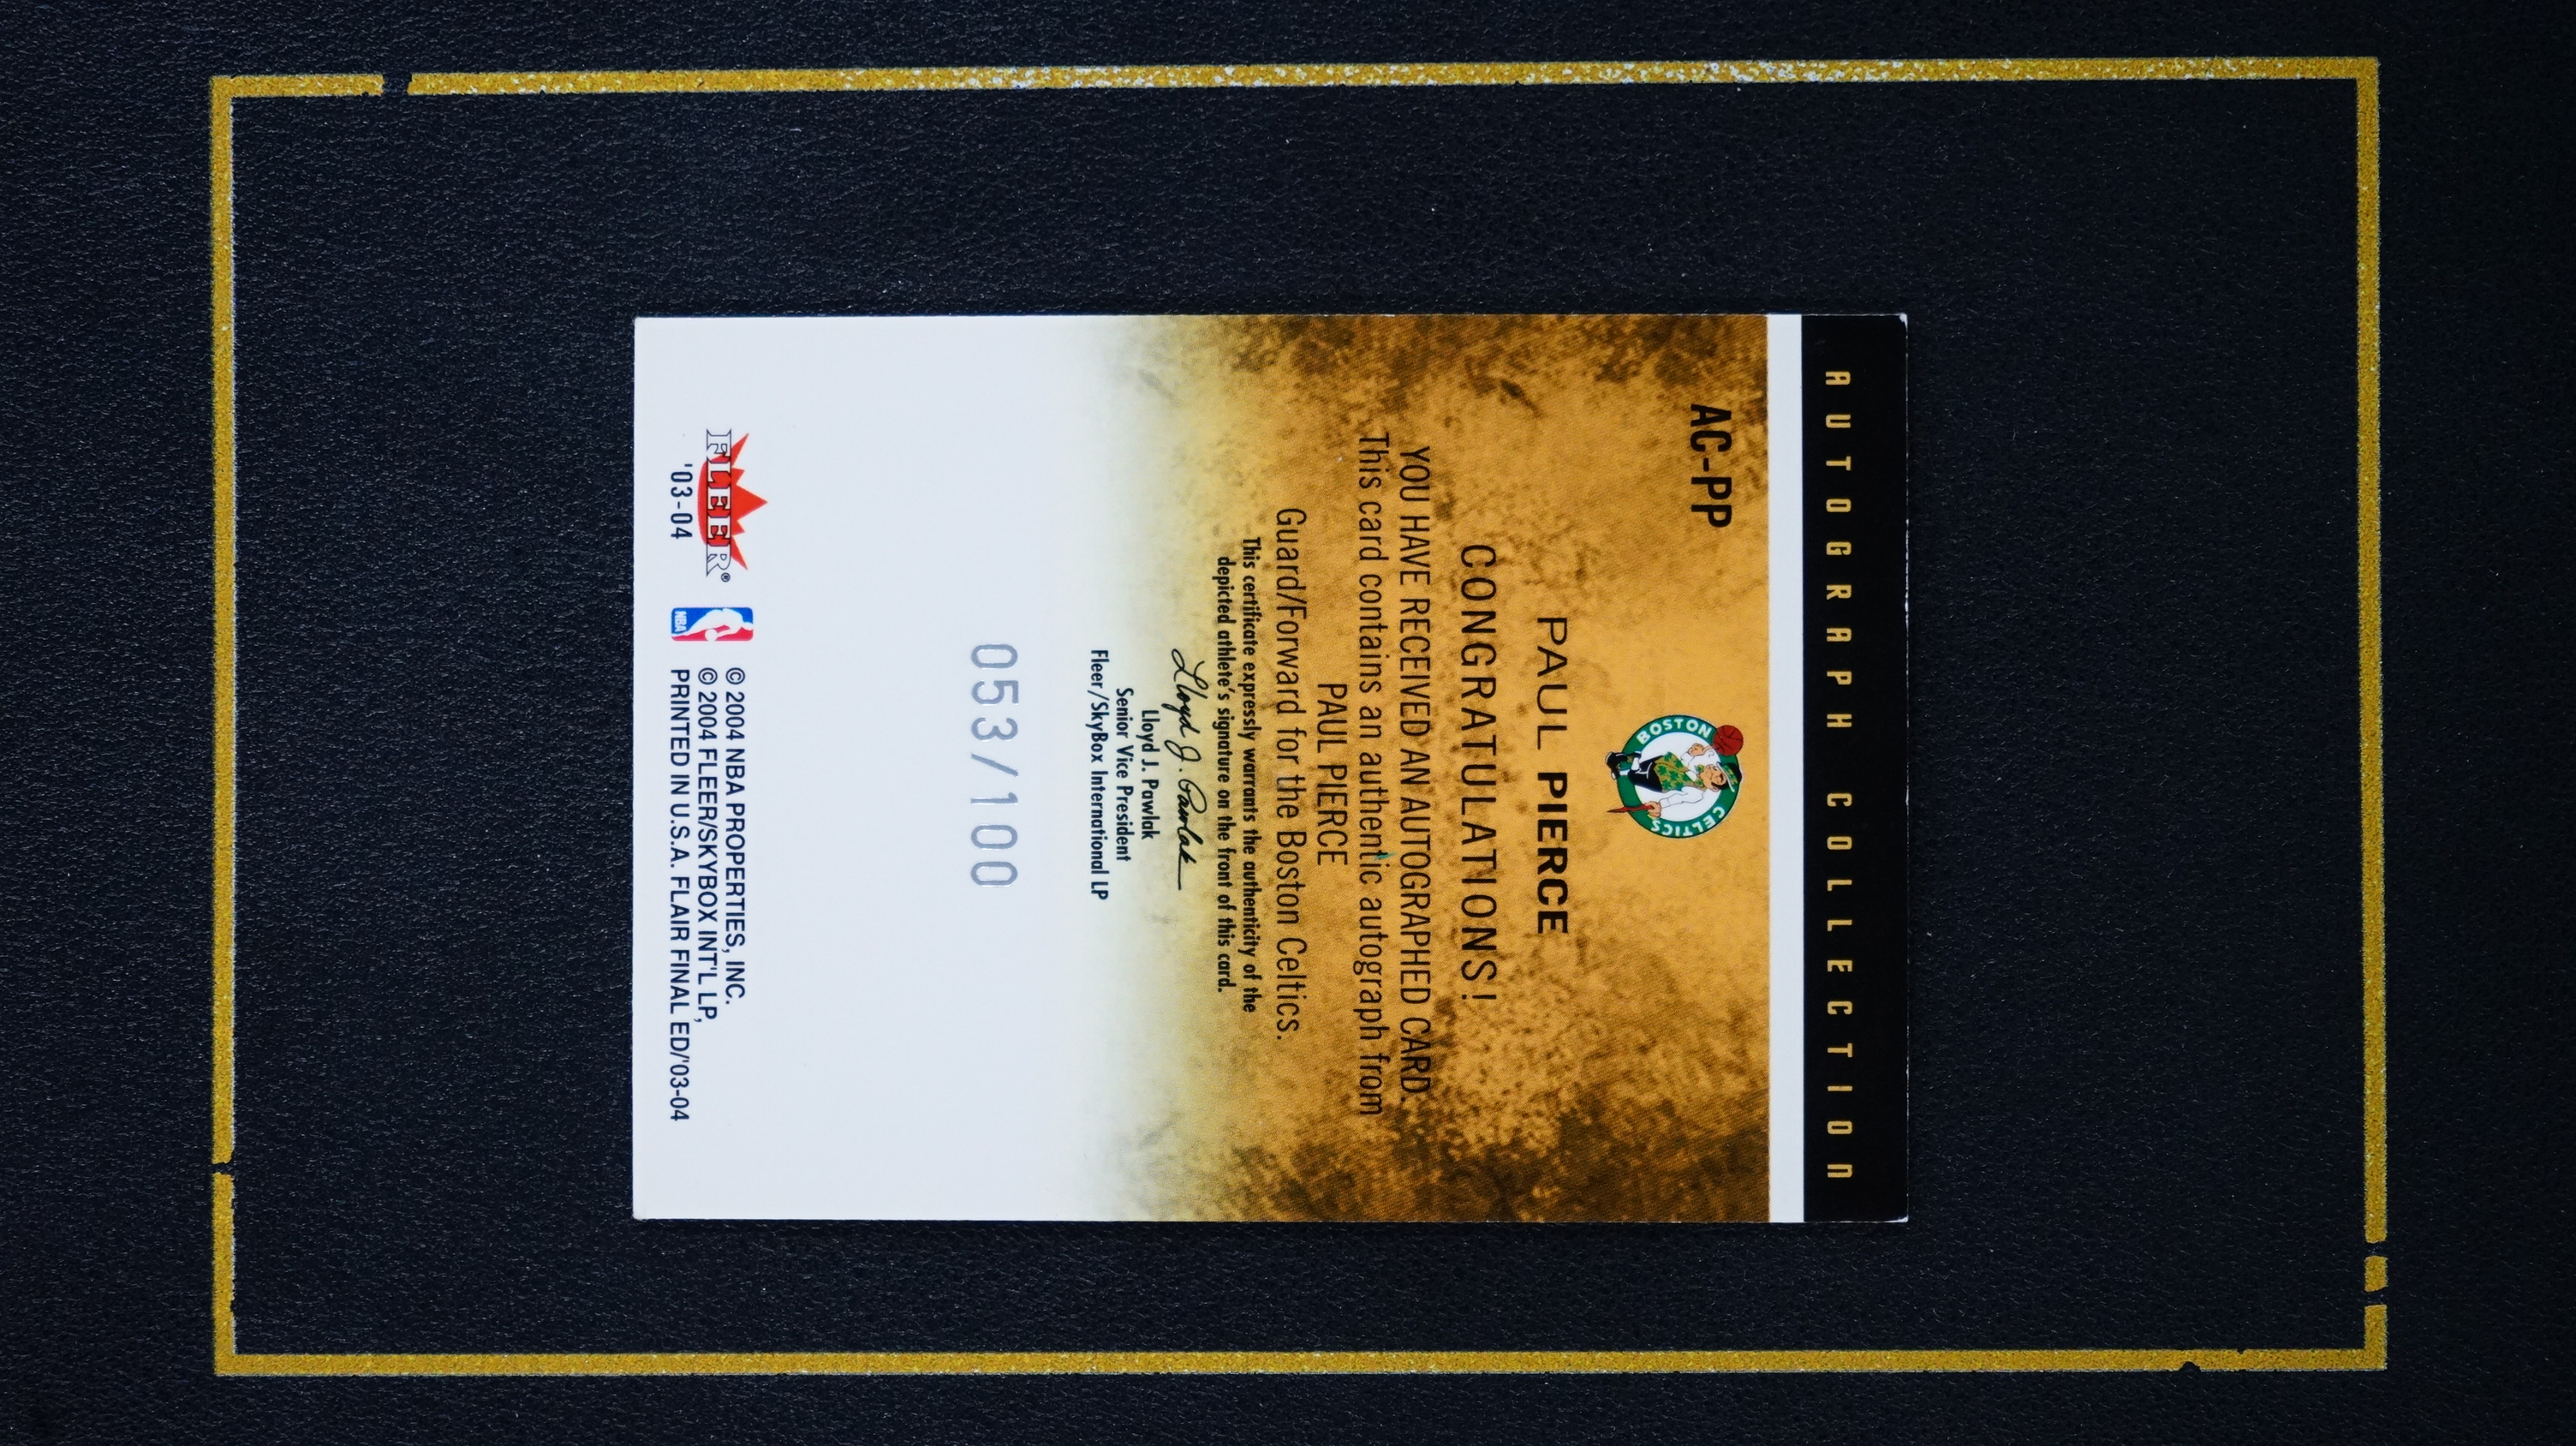 AUTOGRAPH COLLECTION
AC-PP
BOSTON
CELTICS
PAUL PIERCE
CONGRATULATIONS!
YOU HAVE RECEIVED AN AUTOGRAPHED CARD.
This card contains an authentic autograph from
PAUL PIERCE
Guard/Forward for the Boston Celtics.
This certificate expressly warrants the authenticity of the
depicted athlete's signature on the front of this card.
Lloyd J. Pawlak
Lloyd J. Pawlak
Senior Vice President
Fleer/SkyBox International LP
053/100
FLEER®
'03-04
NBA
© 2004 NBA PROPERTIES, INC.
© 2004 FLEER/SKYBOX INT'L LP,
PRINTED IN U.S.A. FLAIR FINAL ED/'03-04